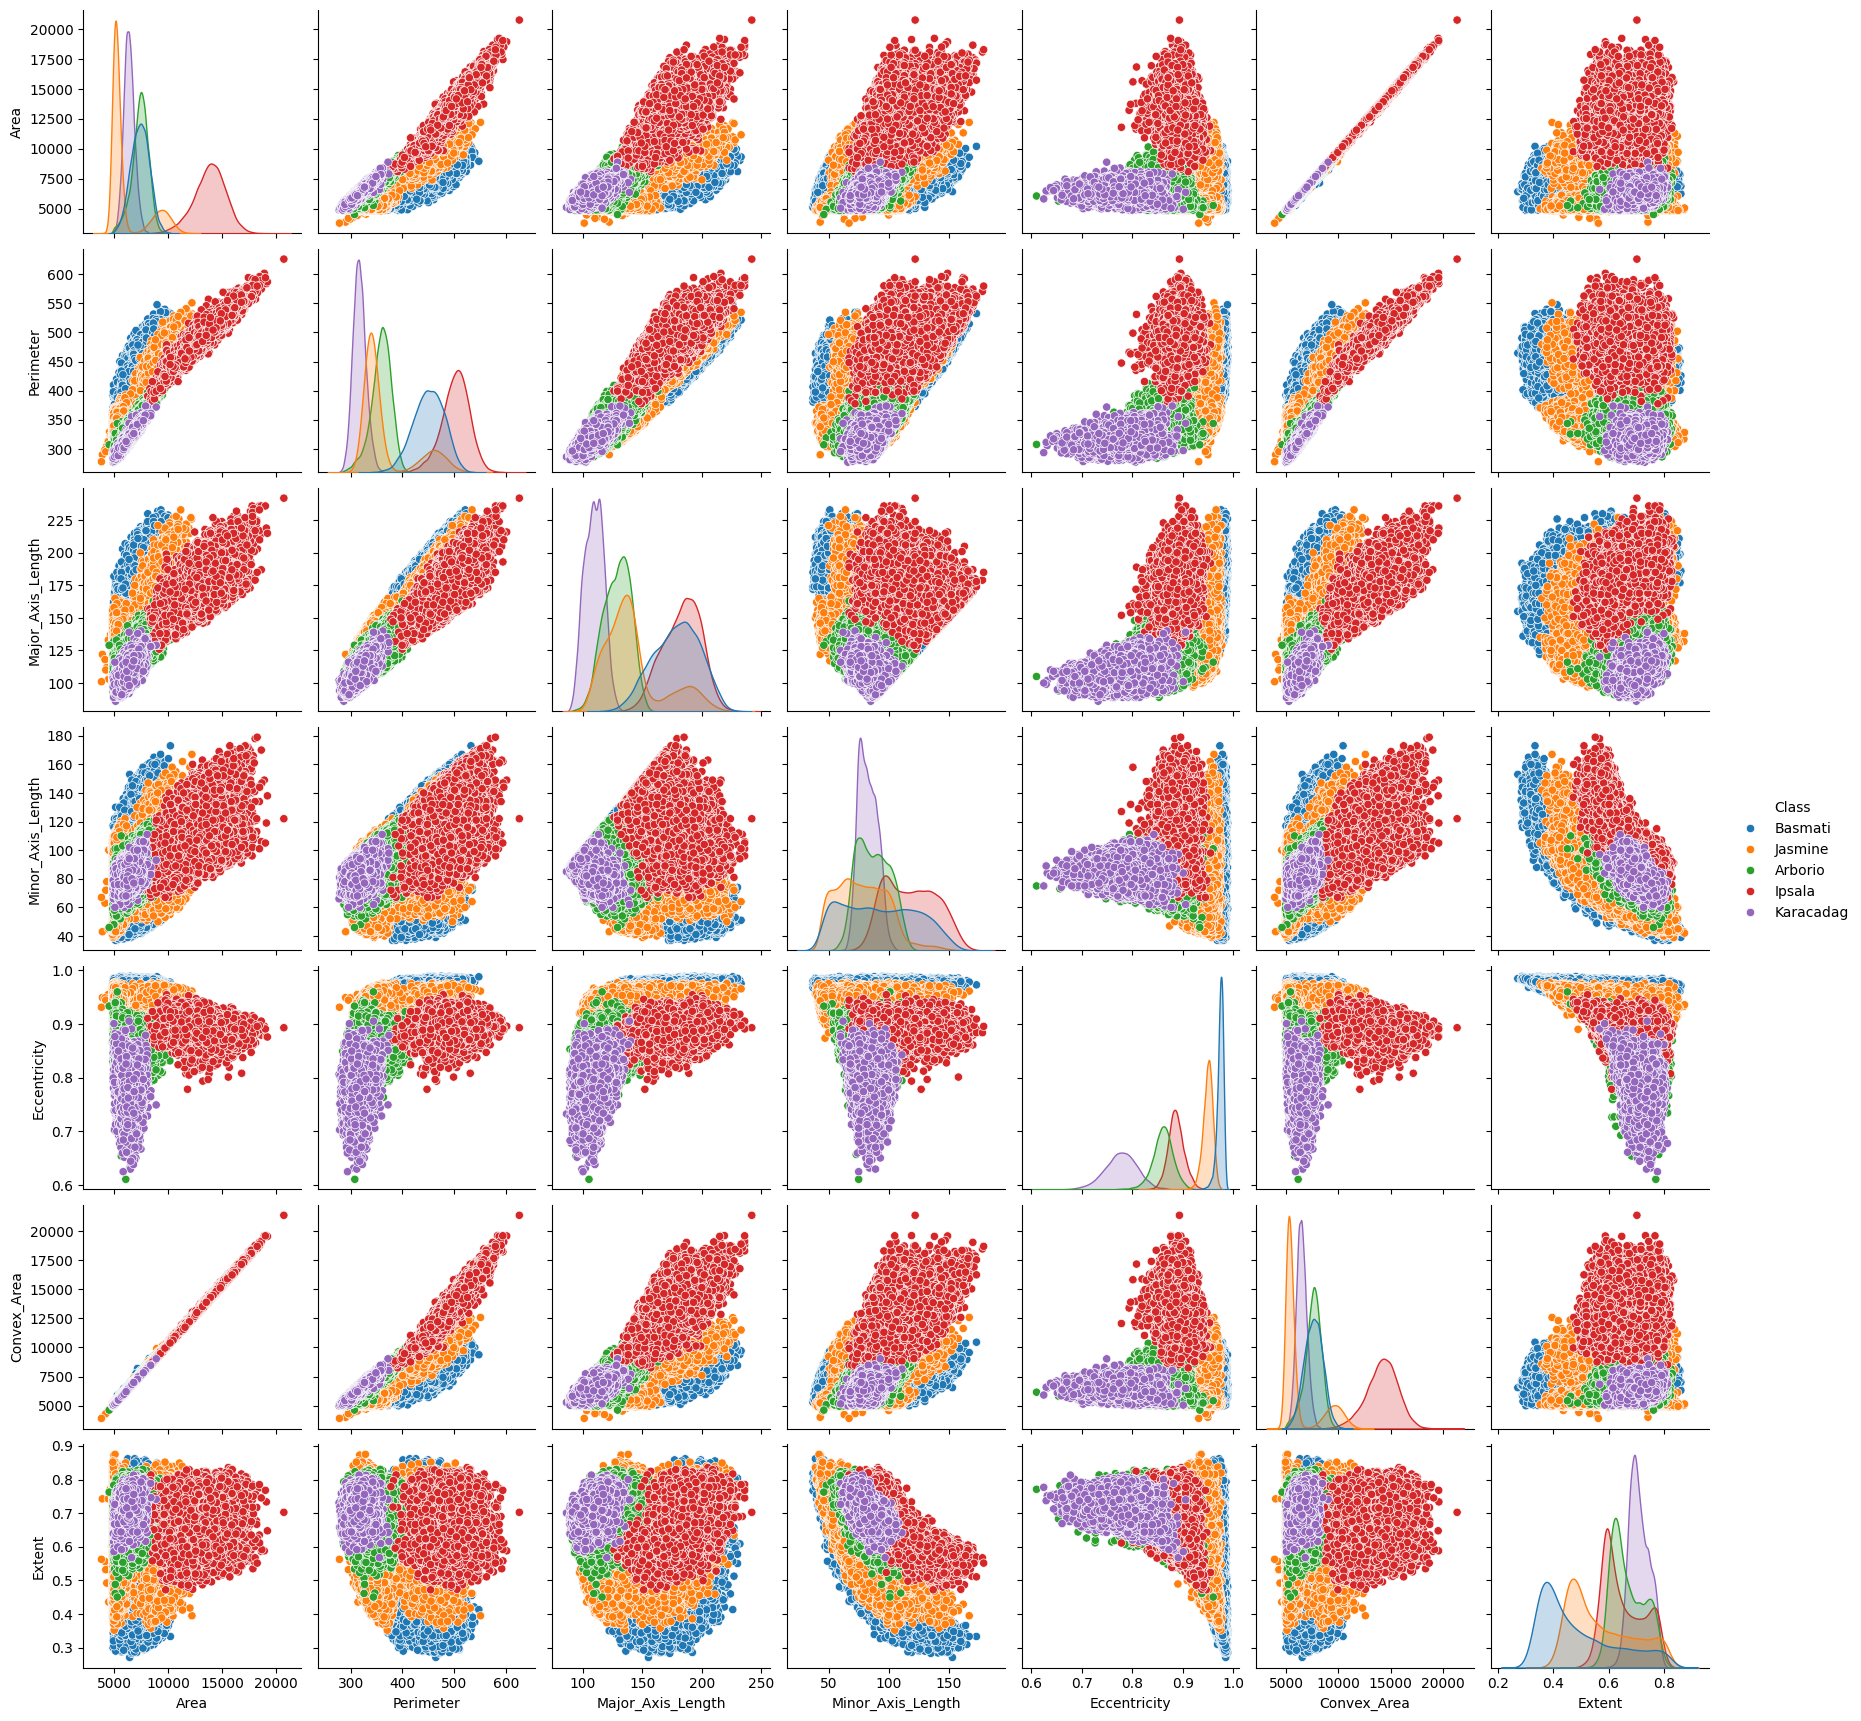 20000
17500
15000
12500
10000
7500
5000
Area
600
550
500
450
400
350
300
Perimeter
225
200
175
150
125
100
Major_Axis_Length
180
160
140
120
100
80
60
40
Minor_Axis_Length
Class
Basmati
Jasmine
Arborio
Ipsala
Karacadag
1.0
0.9
0.8
0.7
0.6
Eccentricity
20000
17500
15000
12500
10000
7500
5000
Convex_Area
0.9
0.8
0.7
0.6
0.5
0.4
0.3
Extent
5000 10000 15000 20000
Area
300 400 500 600
Perimeter
100 150 200 250
Major_Axis_Length
50 100 150
Minor_Axis_Length
0.6 0.7 0.8 0.9 1.0
Eccentricity
5000 10000 15000 20000
Convex_Area
0.2 0.4 0.6 0.8
Extent